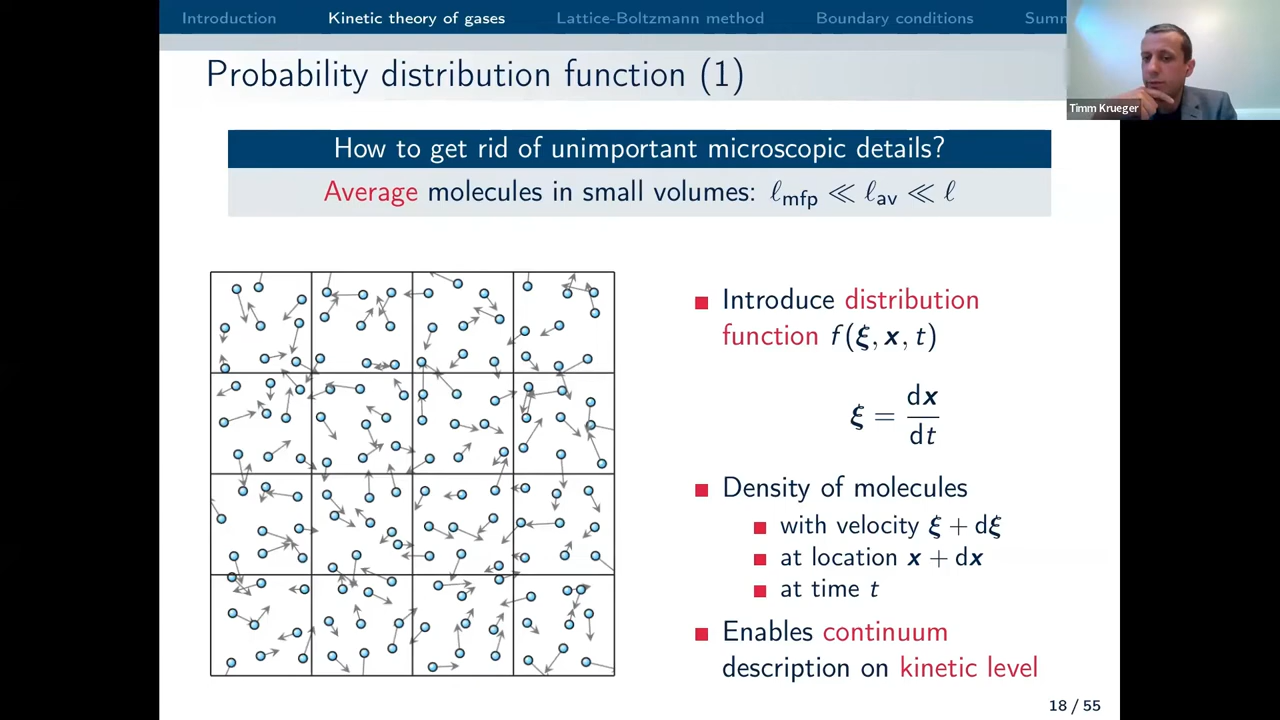 Introduction Kinetic theory of gases Lattice-Boltzmann method Boundary conditions Summ
Timm Krueger
Probability distribution function (1)
How to get rid of unimportant microscopic details?
Average molecules in small volumes: ℓmfp ≪ ℓav ≪ ℓ
Introduce distribution
function f(ξ, x, t)
ξ = dx/dt
Density of molecules
with velocity ξ + dξ
at location x + dx
at time t
Enables continuum
description on kinetic level
18 / 55